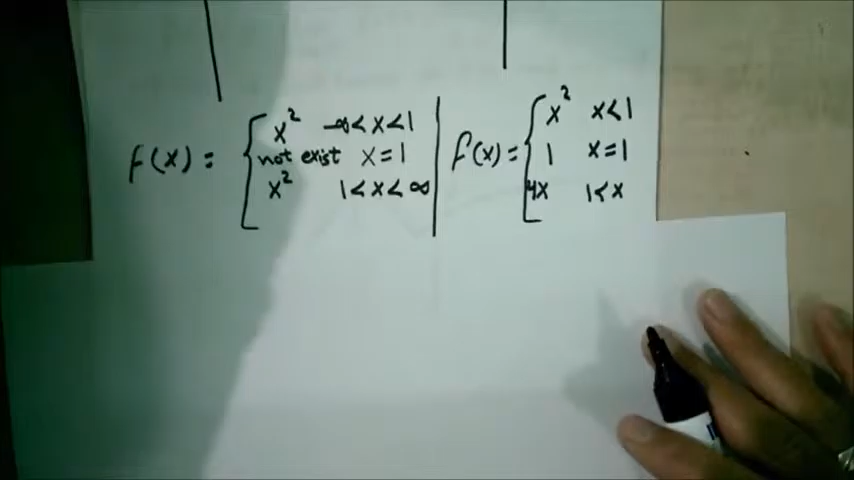 f(x) = { x² -∞<x<1
not exist x=1
x² 1<x<∞
f(x) = { x² x<1
1 x=1
4x 1<x